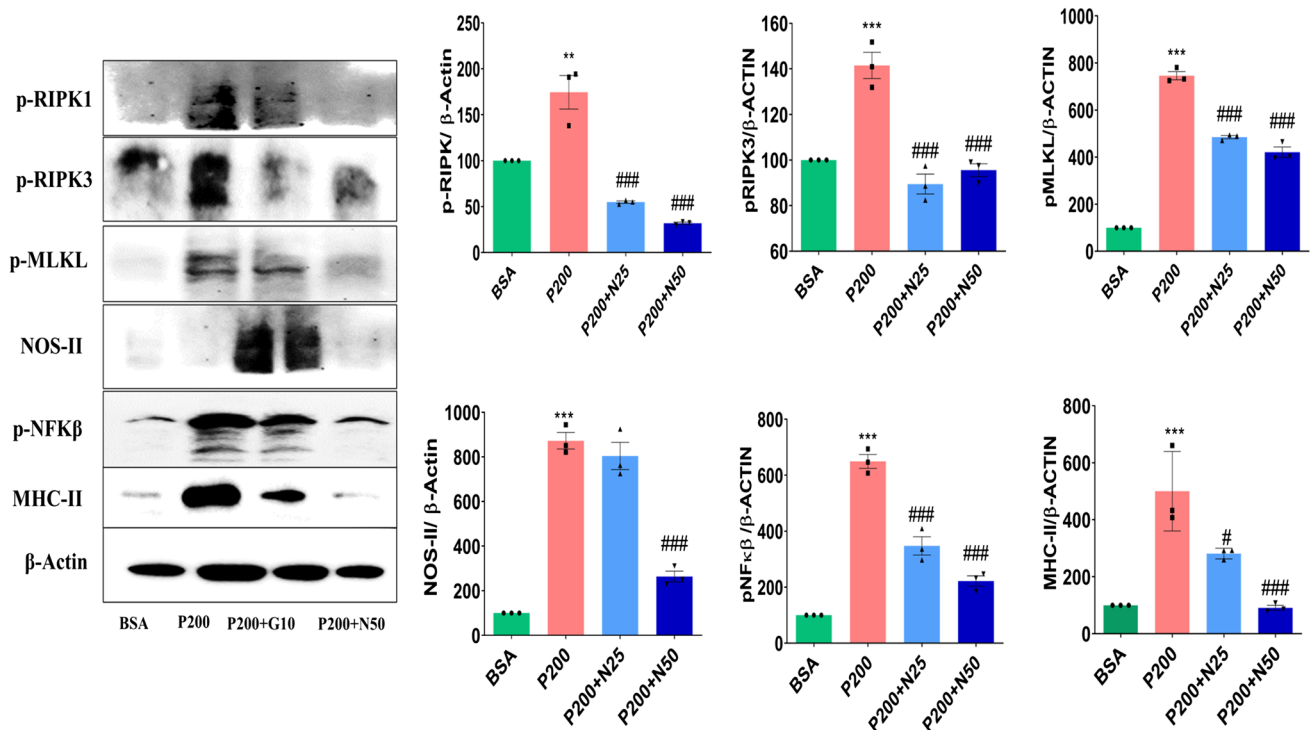 p-RIPK1
p-RIPK3
p-MLKL
NOS-II
p-NFKβ
MHC-II
β-Actin
BSA P200 P200+G10 P200+N50
p-RIPK/ β-Actin
250
200
150
100
50
0
**
###
###
BSA P200 P200+N25 P200+N50
pRIPK3/β-ACTIN
160
140
120
100
80
60
***
###
###
BSA P200 P200+N25 P200+N50
pMLKL/β-ACTIN
1000
800
600
400
200
0
***
###
###
BSA P200 P200+N25 P200+N50
NOS-II/ β-Actin
1000
800
600
400
200
0
***
###
BSA P200 P200+N25 P200+N50
pNFκβ /β-ACTIN
800
600
400
200
0
***
###
###
BSA P200 P200+N25 P200+N50
MHC-II/β-ACTIN
800
600
400
200
0
***
#
###
BSA P200 P200+N25 P200+N50